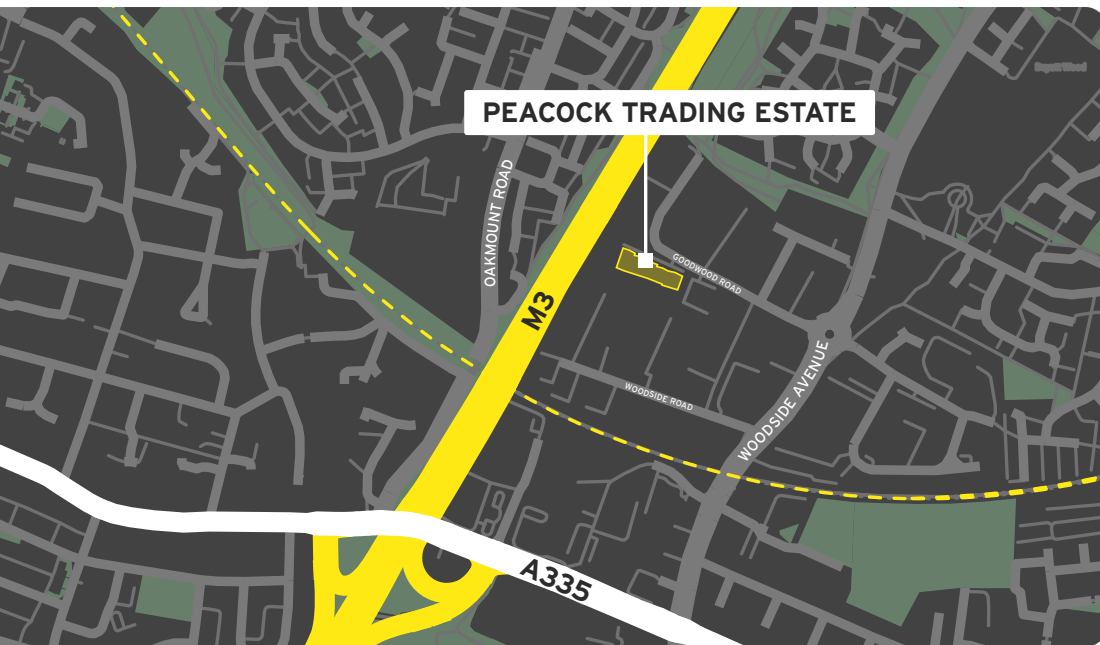 PEACOCK TRADING ESTATE
OAKMOUNT ROAD
GOODWOOD ROAD
M3
WOODSIDE AVENUE
WOODSIDE ROAD
A335